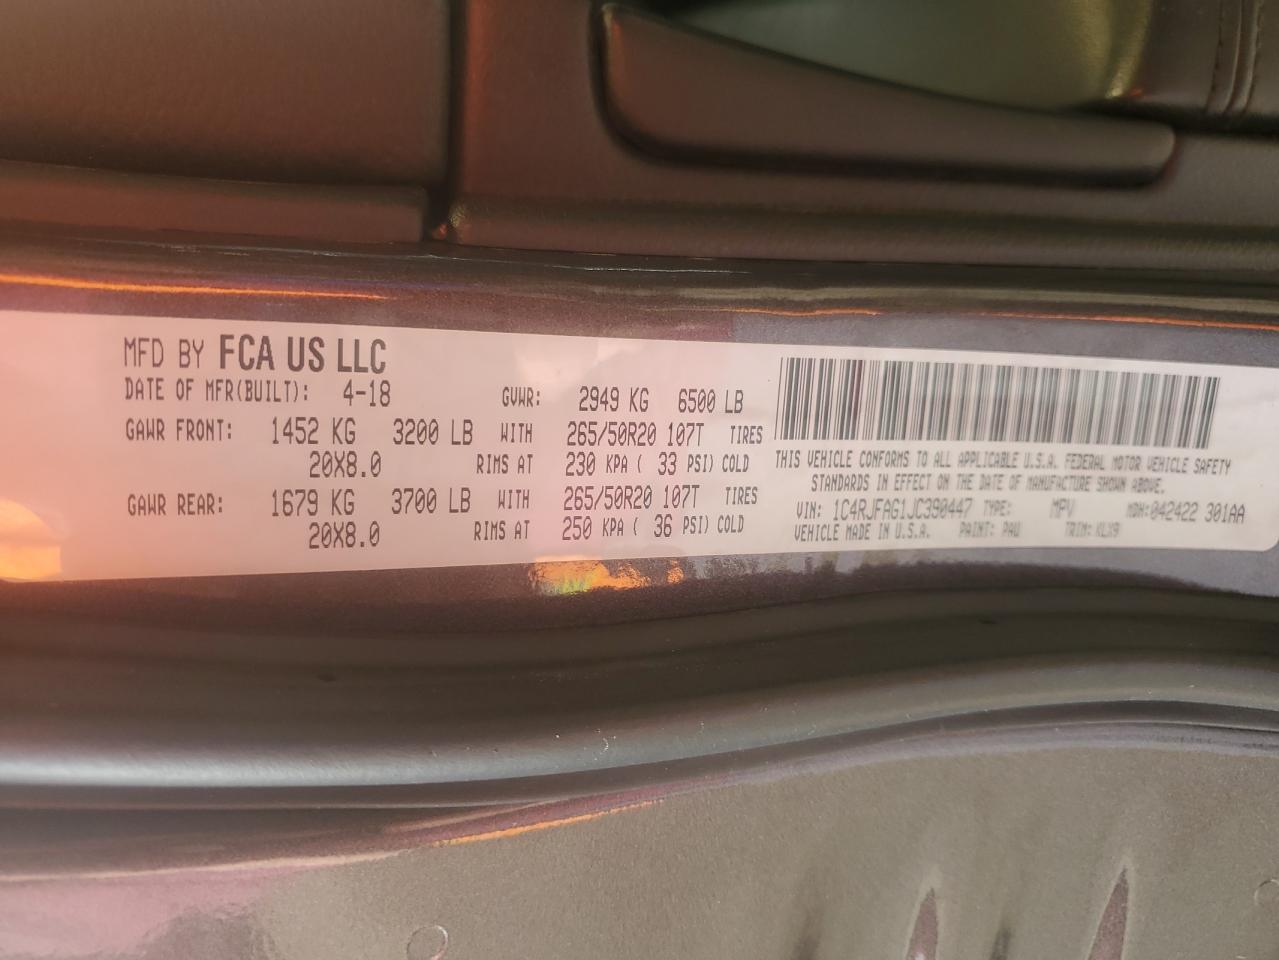 MFD BY FCA US LLC
DATE OF MFR(BUILT): 4-18 GVWR: 2949 KG 6500 LB
GAWR FRONT: 1452 KG 3200 LB WITH 265/50R20 107T TIRES
20X8.0 RIMS AT 230 KPA ( 33 PSI) COLD
GAWR REAR: 1679 KG 3700 LB WITH 265/50R20 107T TIRES
20X8.0 RIMS AT 250 KPA ( 36 PSI) COLD
THIS VEHICLE CONFORMS TO ALL APPLICABLE U.S.A. FEDERAL MOTOR VEHICLE SAFETY
STANDARDS IN EFFECT ON THE DATE OF MANUFACTURE SHOWN ABOVE.
VIN: 1C4RJFAG1JC390447 TYPE: MPV MDH: 042422 301AA
VEHICLE MADE IN U.S.A. PAINT: PAU TRIM: KLX9